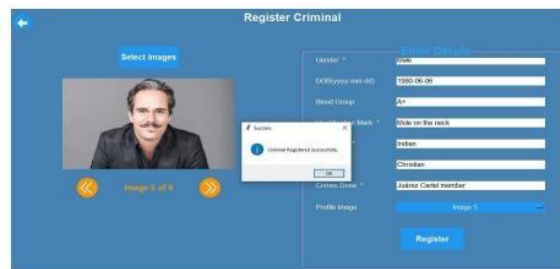 Register Criminal
Select Images
Enter Details
Gender *
Male
DOB(yyyy-mm-dd)
1980-06-06
Blood Group
A+
Mark *
Mole on the neck
Indian
Christian
Crimes Done *
Juárez Cartel member
Profile Image
Image 5
Register
Image 5 of 6
Success
Criminal Registered Successfully.
OK